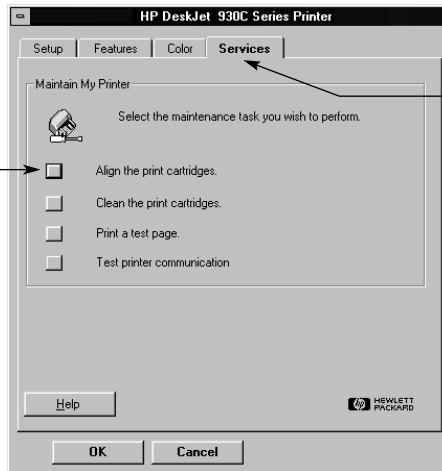 HP DeskJet 930C Series Printer
Setup Features Color Services
Maintain My Printer
Select the maintenance task you wish to perform.
Align the print cartridges.
Clean the print cartridges.
Print a test page.
Test printer communication
Help
hp HEWLETT
PACKARD
OK Cancel